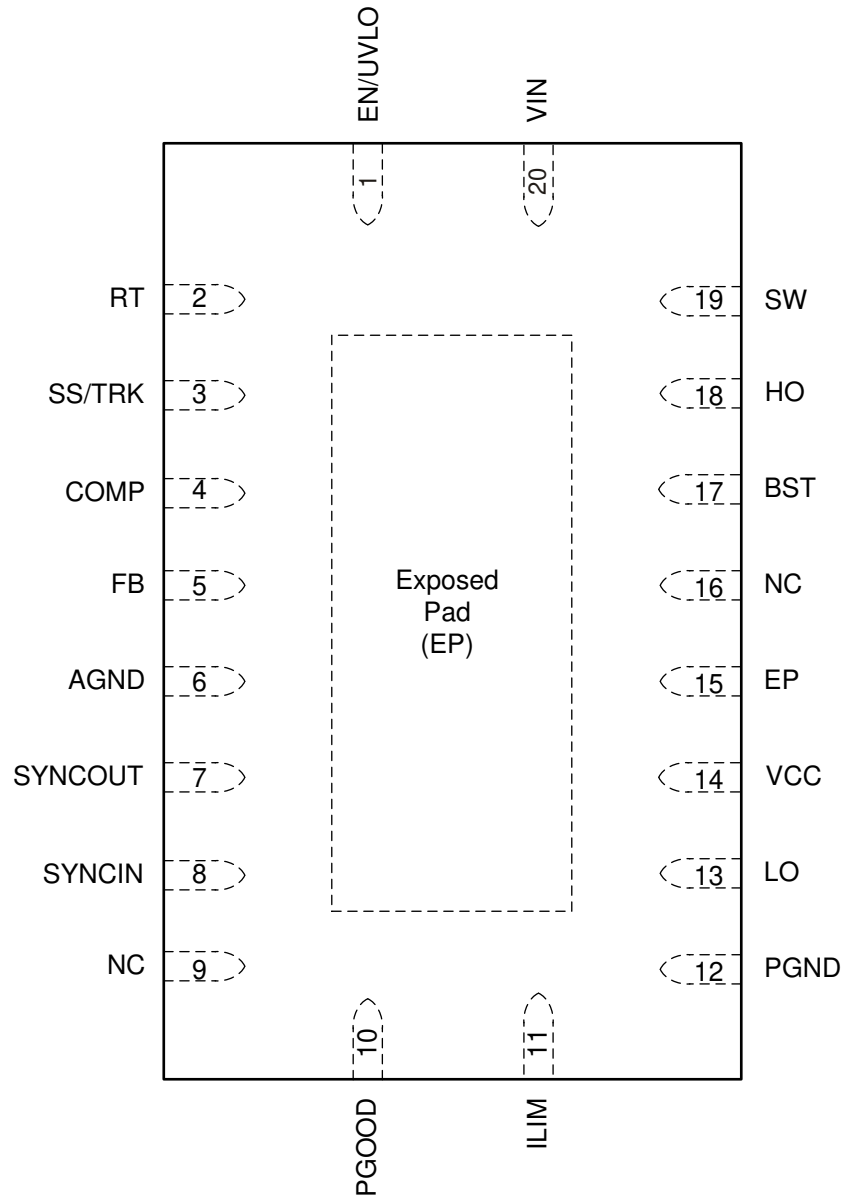 EN/UVLO
VIN
1
20
RT
2
19
SW
SS/TRK
3
18
HO
COMP
4
17
BST
FB
5
16
NC
Exposed
Pad
(EP)
AGND
6
15
EP
SYNCOUT
7
14
VCC
SYNCIN
8
13
LO
NC
9
12
PGND
10
11
PGOOD
ILIM